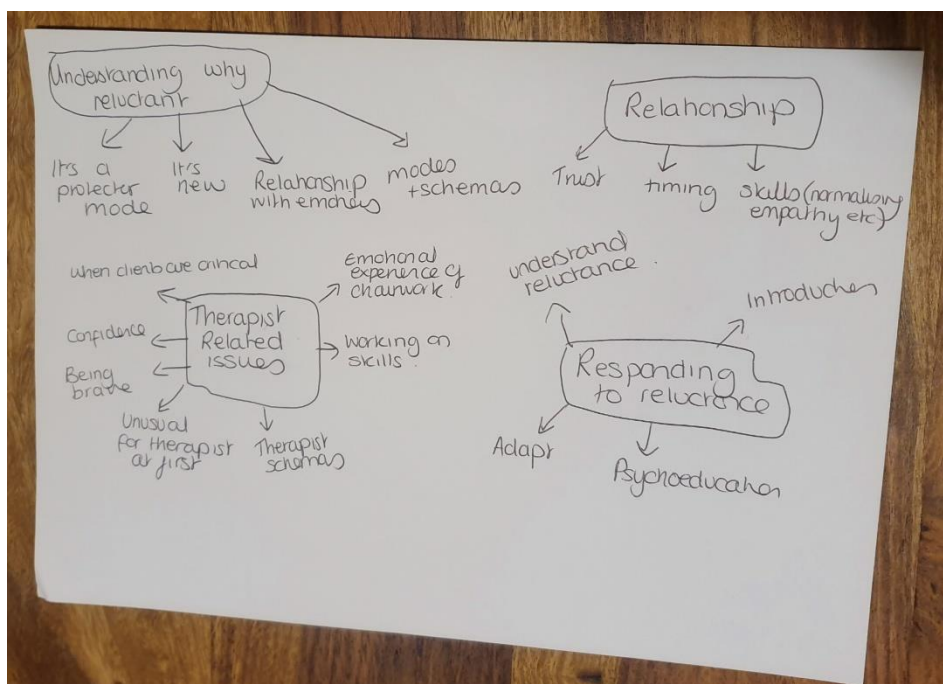 Understanding why
reluctant
It's a
protecter
mode
It's
new
Relationship
with emotions
modes
+schemas
Relationship
Trust
timing
skills (normalising
empathy etc)
when clients are critical
Confidence
Being
brave
Unusual
for therapist
at first
Therapist
Related
issues
Emotional
experience of
chairwork.
working on
skills.
Therapist
schemas
understand
reluctance.
Introduction
Responding
to reluctance
Adapt
Psychoeducation